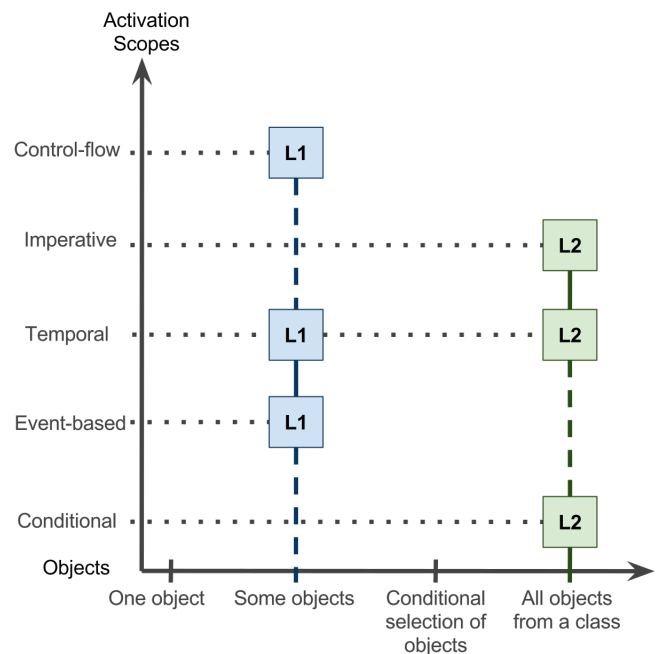 Activation
Scopes
Control-flow
L1
Imperative
L2
Temporal
L1
L2
Event-based
L1
Conditional
L2
Objects
One object
Some objects
Conditional
selection of
objects
All objects
from a class